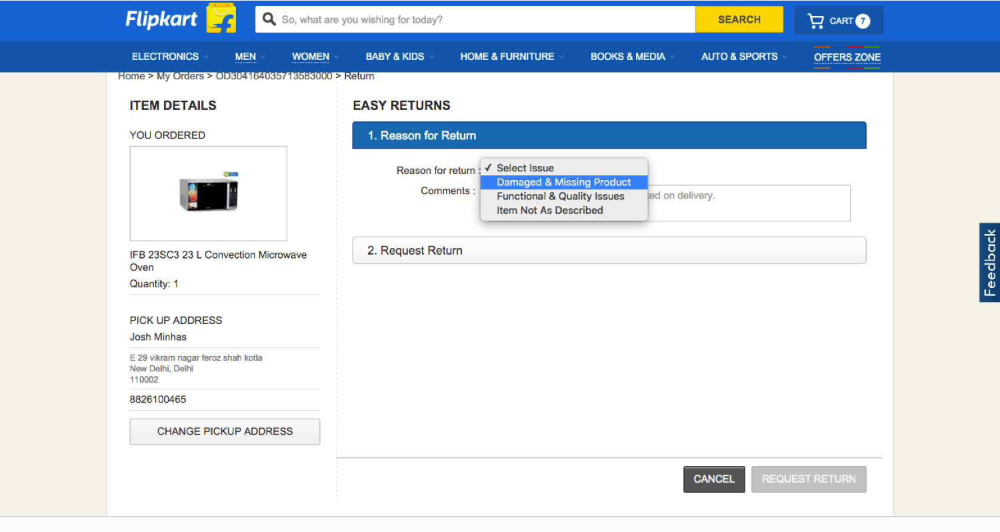 Flipkart
So, what are you wishing for today?
SEARCH
CART 7
ELECTRONICS
MEN
WOMEN
BABY & KIDS
HOME & FURNITURE
BOOKS & MEDIA
AUTO & SPORTS
OFFERS ZONE
Home > My Orders > OD304164035713583000 > Return
ITEM DETAILS
YOU ORDERED
IFB 23SC3 23 L Convection Microwave
Oven
Quantity: 1
PICK UP ADDRESS
Josh Minhas
E 29 vikram nagar feroz shah kotla
New Delhi, Delhi
110002
8826100465
CHANGE PICKUP ADDRESS
EASY RETURNS
1. Reason for Return
Reason for return :
✓ Select Issue
Damaged & Missing Product
Functional & Quality Issues
Item Not As Described
Comments :
on delivery.
2. Request Return
CANCEL
REQUEST RETURN
Feedback